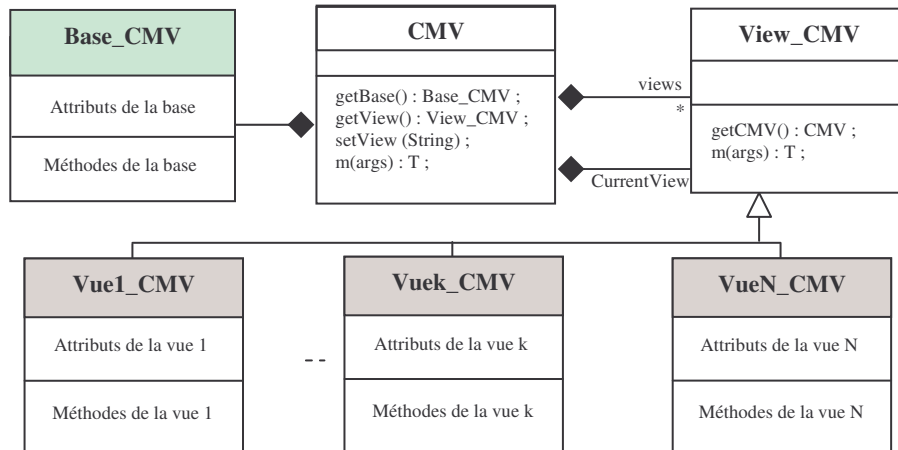 Base_CMV
Attributs de la base
Méthodes de la base
CMV
getBase() : Base_CMV ;
getView() : View_CMV ;
setView (String) ;
m(args) : T ;
views
*
CurrentView
View_CMV
getCMV() : CMV ;
m(args) : T ;
Vue1_CMV
Attributs de la vue 1
Méthodes de la vue 1
- -
Vuek_CMV
Attributs de la vue k
Méthodes de la vue k
VueN_CMV
Attributs de la vue N
Méthodes de la vue N